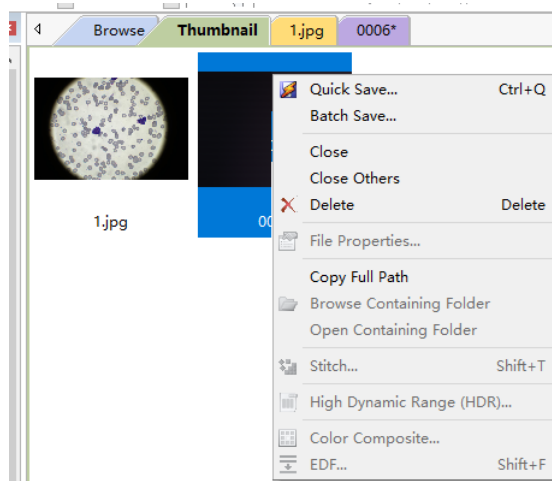 Browse Thumbnail 1.jpg 0006*
Quick Save... Ctrl+Q
Batch Save...
Close
Close Others
Delete Delete
1.jpg
File Properties...
Copy Full Path
Browse Containing Folder
Open Containing Folder
Stitch... Shift+T
High Dynamic Range (HDR)...
Color Composite...
EDF... Shift+F